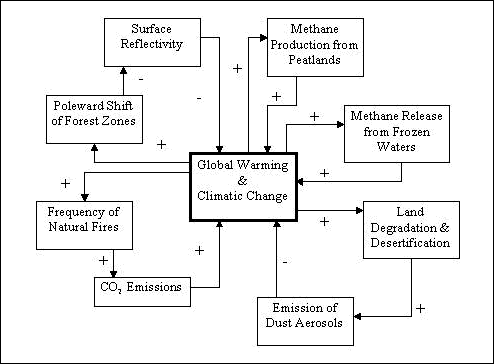 Surface
Reflectivity
Methane
Production from
Peatlands
+
-
-
+
Poleward Shift
of Forest Zones
+
Methane Release
from Frozen
Waters
+
Global Warming
&
Climatic Change
+
+
Frequency of
Natural Fires
+
Land
Degradation &
Desertification
+
+
CO2 Emissions
-
Emission of
Dust Aerosols
+